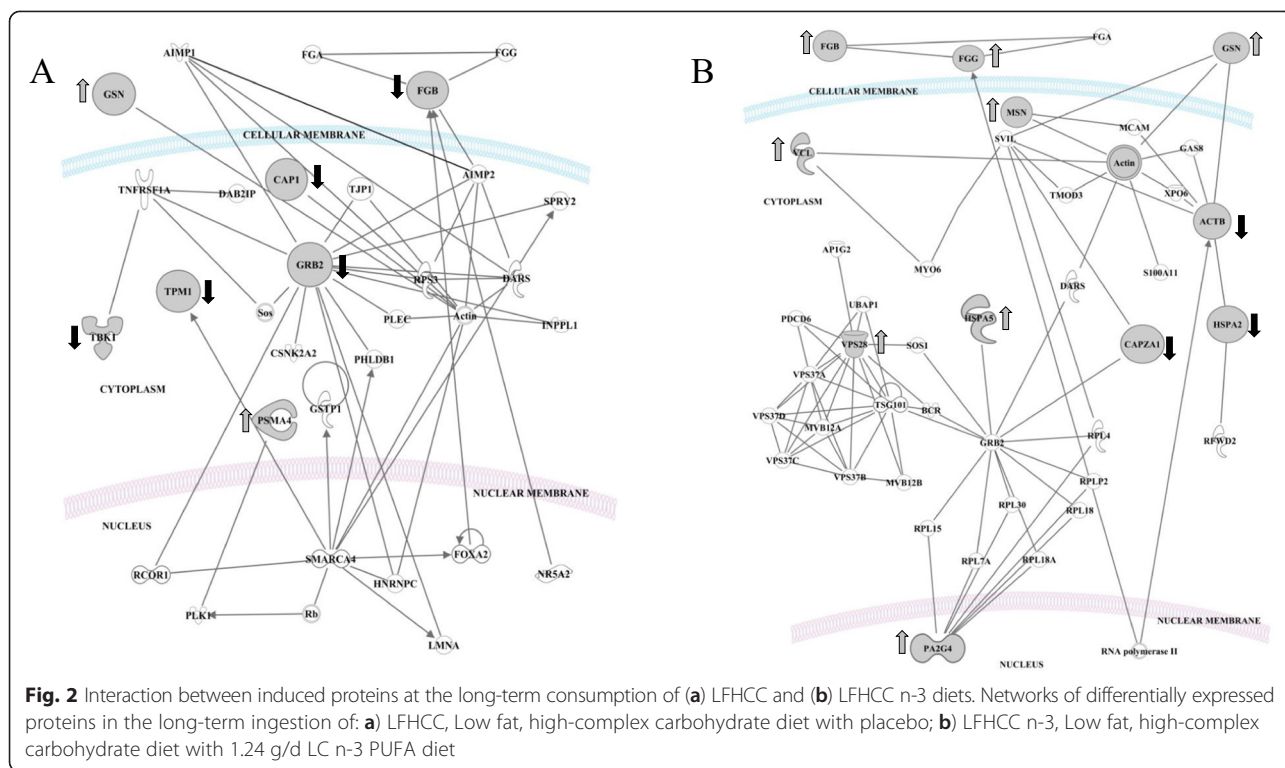 A
AIMP1
FGA
FGG
GSN
FGB
CELLULAR MEMBRANE
CAP1
TNFRSF1A
DAB2IP
TJP1
AIMP2
SPRY2
GRB2
RPS3
DARS
TPM1
Sos
PLEC
Actin
INPPL1
TBK1
CSNK2A2
PHLDB1
CYTOPLASM
GSTP1
PSMA4
NUCLEAR MEMBRANE
NUCLEUS
SMARCA4
FOXA2
RCOR1
HNRNPC
NR5A2
PLK1
Rb
LMNA
B
FGB
FGA
FGG
GSN
CELLULAR MEMBRANE
MSN
SVIL
MCAM
VCL
Actin
GAS8
CYTOPLASM
TMOD3
XPO6
ACTB
AP1G2
MYO6
S100A11
DARS
UBAP1
PDCD6
HSPA5
VPS28
SOS1
CAPZA1
HSPA2
VPS37A
TSG101
BCR
VPS37D
MVB12A
GRB2
RPL4
RFWD2
VPS37C
VPS37B
MVB12B
RPLP2
RPL30
RPL18
RPL15
RPL7A
RPL18A
NUCLEAR MEMBRANE
PA2G4
NUCLEUS
RNA polymerase II
Fig. 2 Interaction between induced proteins at the long-term consumption of (a) LFHCC and (b) LFHCC n-3 diets. Networks of differentially expressed
proteins in the long-term ingestion of: a) LFHCC, Low fat, high-complex carbohydrate diet with placebo; b) LFHCC n-3, Low fat, high-complex
carbohydrate diet with 1.24 g/d LC n-3 PUFA diet